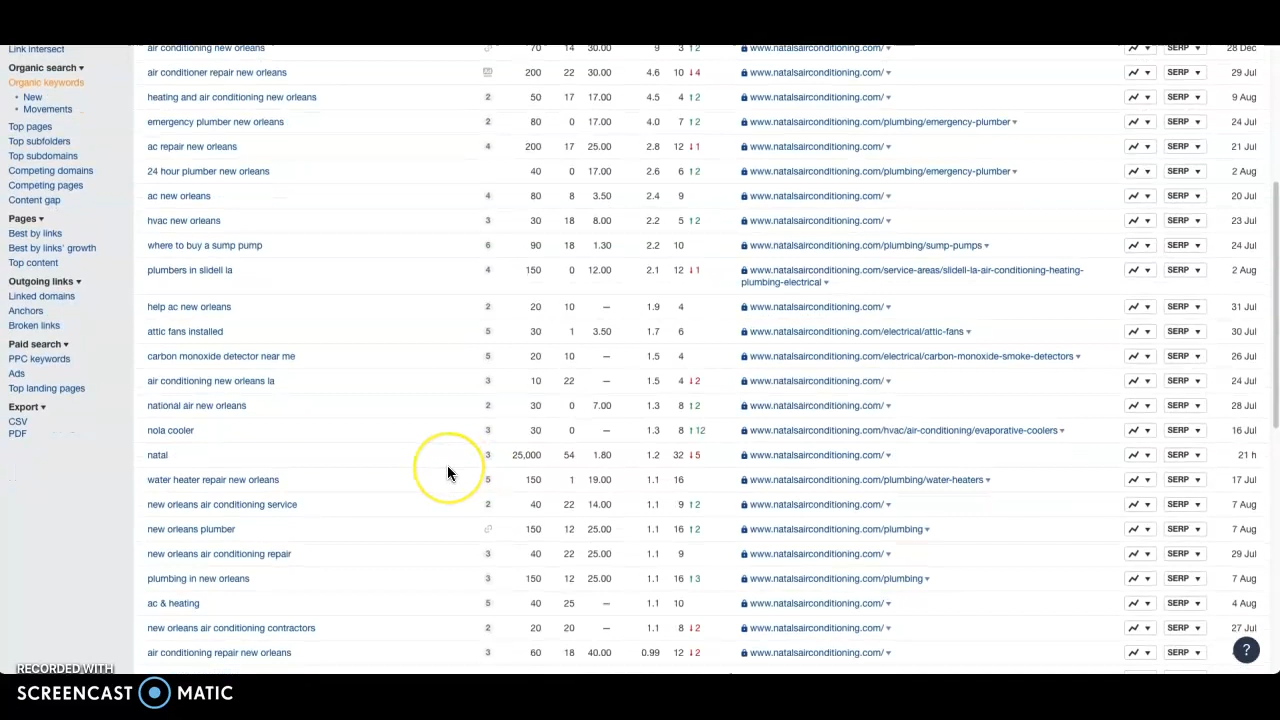 Link intersect
Organic search ▾
Organic keywords
• New
• Movements
Top pages
Top subfolders
Top subdomains
Competing domains
Competing pages
Content gap
Pages ▾
Best by links
Best by links' growth
Top content
Outgoing links ▾
Linked domains
Anchors
Broken links
Paid search ▾
PPC keywords
Ads
Top landing pages
Export ▾
CSV
PDF
air conditioning new orleans 70 14 30.00 9 3 ↑2 www.natalsairconditioning.com/ ▾ SERP ▾ 28 Dec
air conditioner repair new orleans 200 22 30.00 4.6 10 ↓4 www.natalsairconditioning.com/ ▾ SERP ▾ 29 Jul
heating and air conditioning new orleans 2 50 17 17.00 4.5 4 ↑2 www.natalsairconditioning.com/ ▾ SERP ▾ 9 Aug
emergency plumber new orleans 2 80 0 17.00 4.0 7 ↑2 www.natalsairconditioning.com/plumbing/emergency-plumber ▾ SERP ▾ 24 Jul
ac repair new orleans 4 200 17 25.00 2.8 12 ↓1 www.natalsairconditioning.com/ ▾ SERP ▾ 21 Jul
24 hour plumber new orleans 40 0 17.00 2.6 6 ↑2 www.natalsairconditioning.com/plumbing/emergency-plumber ▾ SERP ▾ 2 Aug
ac new orleans 4 80 8 3.50 2.4 9 www.natalsairconditioning.com/ ▾ SERP ▾ 20 Jul
hvac new orleans 3 30 18 8.00 2.2 5 ↑2 www.natalsairconditioning.com/ ▾ SERP ▾ 23 Jul
where to buy a sump pump 6 90 18 1.30 2.2 10 www.natalsairconditioning.com/plumbing/sump-pumps ▾ SERP ▾ 24 Jul
plumbers in slidell la 4 150 0 12.00 2.1 12 ↓1 www.natalsairconditioning.com/service-areas/slidell-la-air-conditioning-heating- SERP ▾ 2 Aug
plumbing-electrical ▾
help ac new orleans 2 20 10 — 1.9 4 www.natalsairconditioning.com/ ▾ SERP ▾ 31 Jul
attic fans installed 5 30 1 3.50 1.7 6 www.natalsairconditioning.com/electrical/attic-fans ▾ SERP ▾ 30 Jul
carbon monoxide detector near me 5 20 10 — 1.5 4 www.natalsairconditioning.com/electrical/carbon-monoxide-smoke-detectors ▾ SERP ▾ 26 Jul
air conditioning new orleans la 3 10 22 — 1.5 4 ↓2 www.natalsairconditioning.com/ ▾ SERP ▾ 24 Jul
national air new orleans 2 30 0 7.00 1.3 8 ↑2 www.natalsairconditioning.com/ ▾ SERP ▾ 28 Jul
nola cooler 3 30 0 — 1.3 8 ↑12 www.natalsairconditioning.com/hvac/air-conditioning/evaporative-coolers ▾ SERP ▾ 16 Jul
natal 3 25,000 54 1.80 1.2 32 ↓5 www.natalsairconditioning.com/ ▾ SERP ▾ 21 h
water heater repair new orleans 5 150 1 19.00 1.1 16 www.natalsairconditioning.com/plumbing/water-heaters ▾ SERP ▾ 17 Jul
new orleans air conditioning service 2 40 22 14.00 1.1 9 ↑2 www.natalsairconditioning.com/ ▾ SERP ▾ 7 Aug
new orleans plumber 150 12 25.00 1.1 16 ↑2 www.natalsairconditioning.com/plumbing ▾ SERP ▾ 7 Aug
new orleans air conditioning repair 3 40 22 25.00 1.1 9 www.natalsairconditioning.com/ ▾ SERP ▾ 29 Jul
plumbing in new orleans 3 150 12 25.00 1.1 16 ↑3 www.natalsairconditioning.com/plumbing ▾ SERP ▾ 7 Aug
ac & heating 5 40 25 — 1.1 10 www.natalsairconditioning.com/ ▾ SERP ▾ 4 Aug
new orleans air conditioning contractors 2 20 20 — 1.1 8 ↓2 www.natalsairconditioning.com/ ▾ SERP ▾ 27 Jul
air conditioning repair new orleans 3 60 18 40.00 0.99 12 ↓2 www.natalsairconditioning.com/ ▾ SERP ▾
?
RECORDED WITH
SCREENCAST MATIC